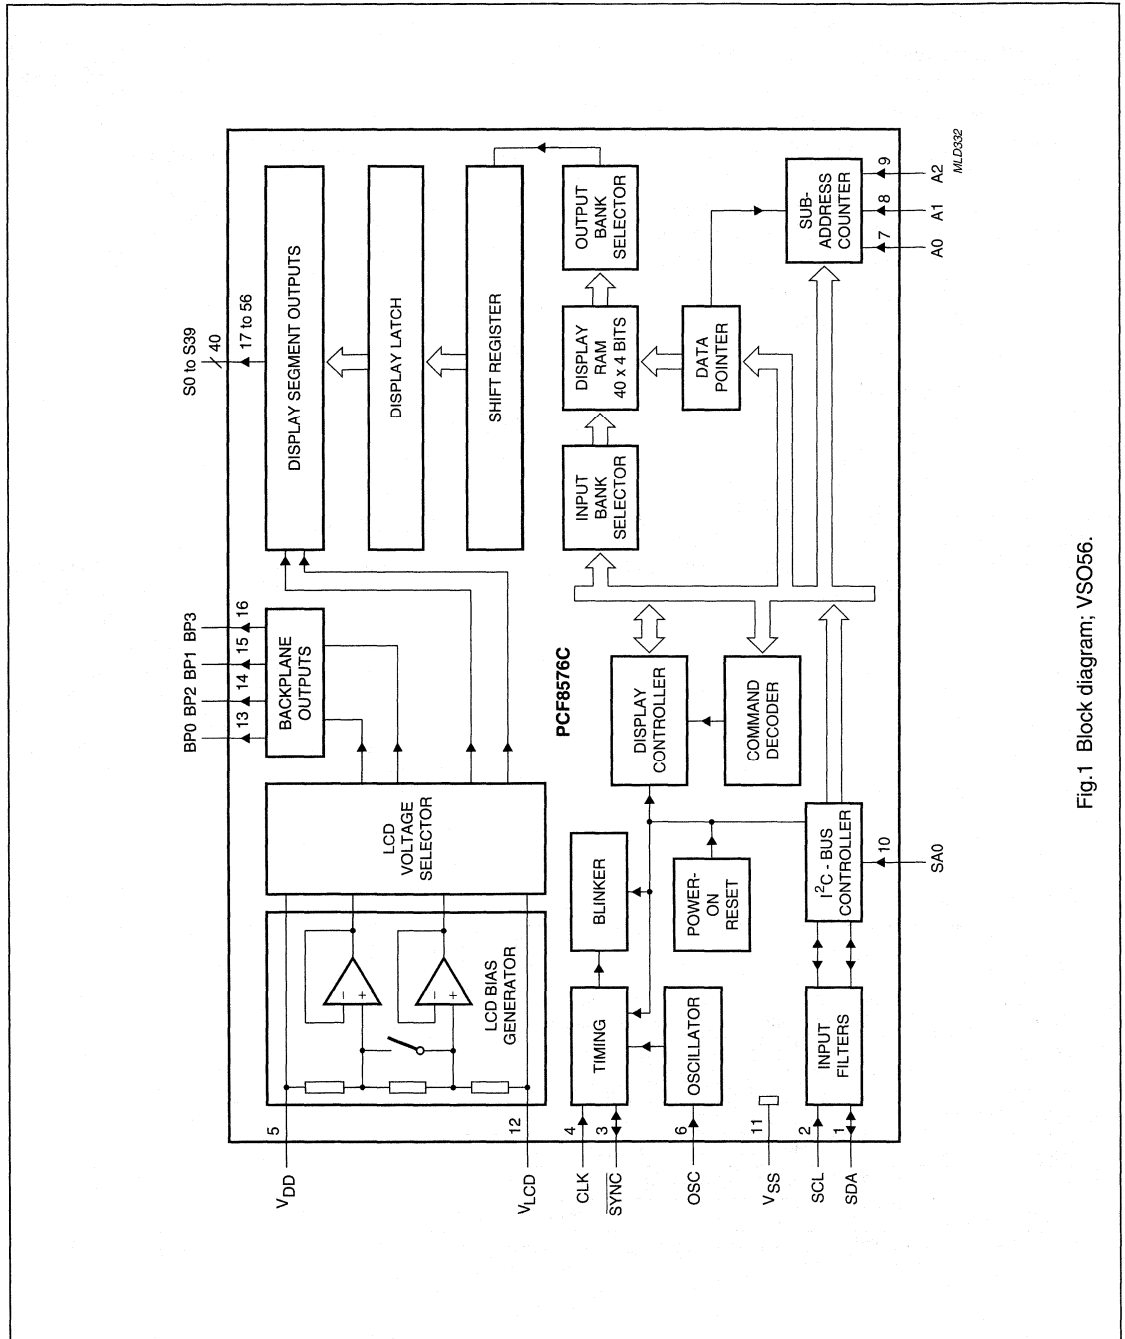 BP0 BP2 BP1 BP3
S0 to S39
40
13 14 15 16
17 to 56
VDD
5
LCD
VOLTAGE
SELECTOR
BACKPLANE
OUTPUTS
DISPLAY SEGMENT OUTPUTS
−
+
−
+
LCD BIAS
GENERATOR
DISPLAY LATCH
SHIFT REGISTER
VLCD
12
CLK
4
SYNC
3
TIMING
BLINKER
PCF8576C
INPUT
BANK
SELECTOR
DISPLAY
RAM
40 x 4 BITS
OUTPUT
BANK
SELECTOR
DISPLAY
CONTROLLER
OSC
6
OSCILLATOR
POWER-
ON
RESET
COMMAND
DECODER
DATA
POINTER
VSS
11
SCL
2
SDA
1
INPUT
FILTERS
I2C - BUS
CONTROLLER
SUB-
ADDRESS
COUNTER
10
7 8 9
SA0
A0 A1 A2
MLD332
Fig.1 Block diagram; VSO56.